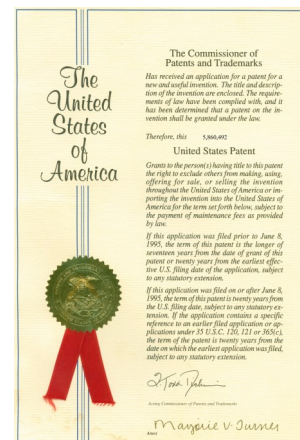 The
United
States
of
America
The Commissioner of
Patents and Trademarks
Has received an application for a patent for a
new and useful invention. The title and descrip-
tion of the invention are enclosed. The require-
ments of law have been complied with, and it
has been determined that a patent on the in-
vention shall be granted under the law.
Therefore, this 5,860,492
United States Patent
Grants to the person(s) having title to this patent
the right to exclude others from making, using,
offering for sale, or selling the invention
throughout the United States of America or im-
porting the invention into the United States of
America for the term set forth below, subject to
the payment of maintenance fees as provided
by law.
If this application was filed prior to June 8,
1995, the term of this patent is the longer of
seventeen years from the date of grant of this
patent or twenty years from the earliest effec-
tive U.S. filing date of the application, subject
to any statutory extension.
If this application was filed on or after June 8,
1995, the term of this patent is twenty years from
the U.S. filing date, subject to any statutory ex-
tension. If the application contains a specific
reference to an earlier filed application or ap-
plications under 35 U.S.C. 120, 121 or 365(c),
the term of the patent is twenty years from the
date on which the earliest application was filed,
subject to any statutory extension.
Acting Commissioner of Patents and Trademarks
Marjorie V. Turner
Attest